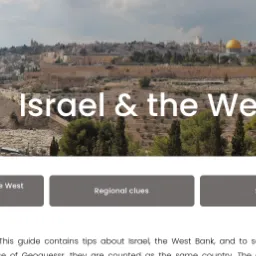 Israel & the We
e West
Regional clues
This guide contains tips about Israel, the West Bank, and to s
e of Geoguessr, they are counted as the same country. The